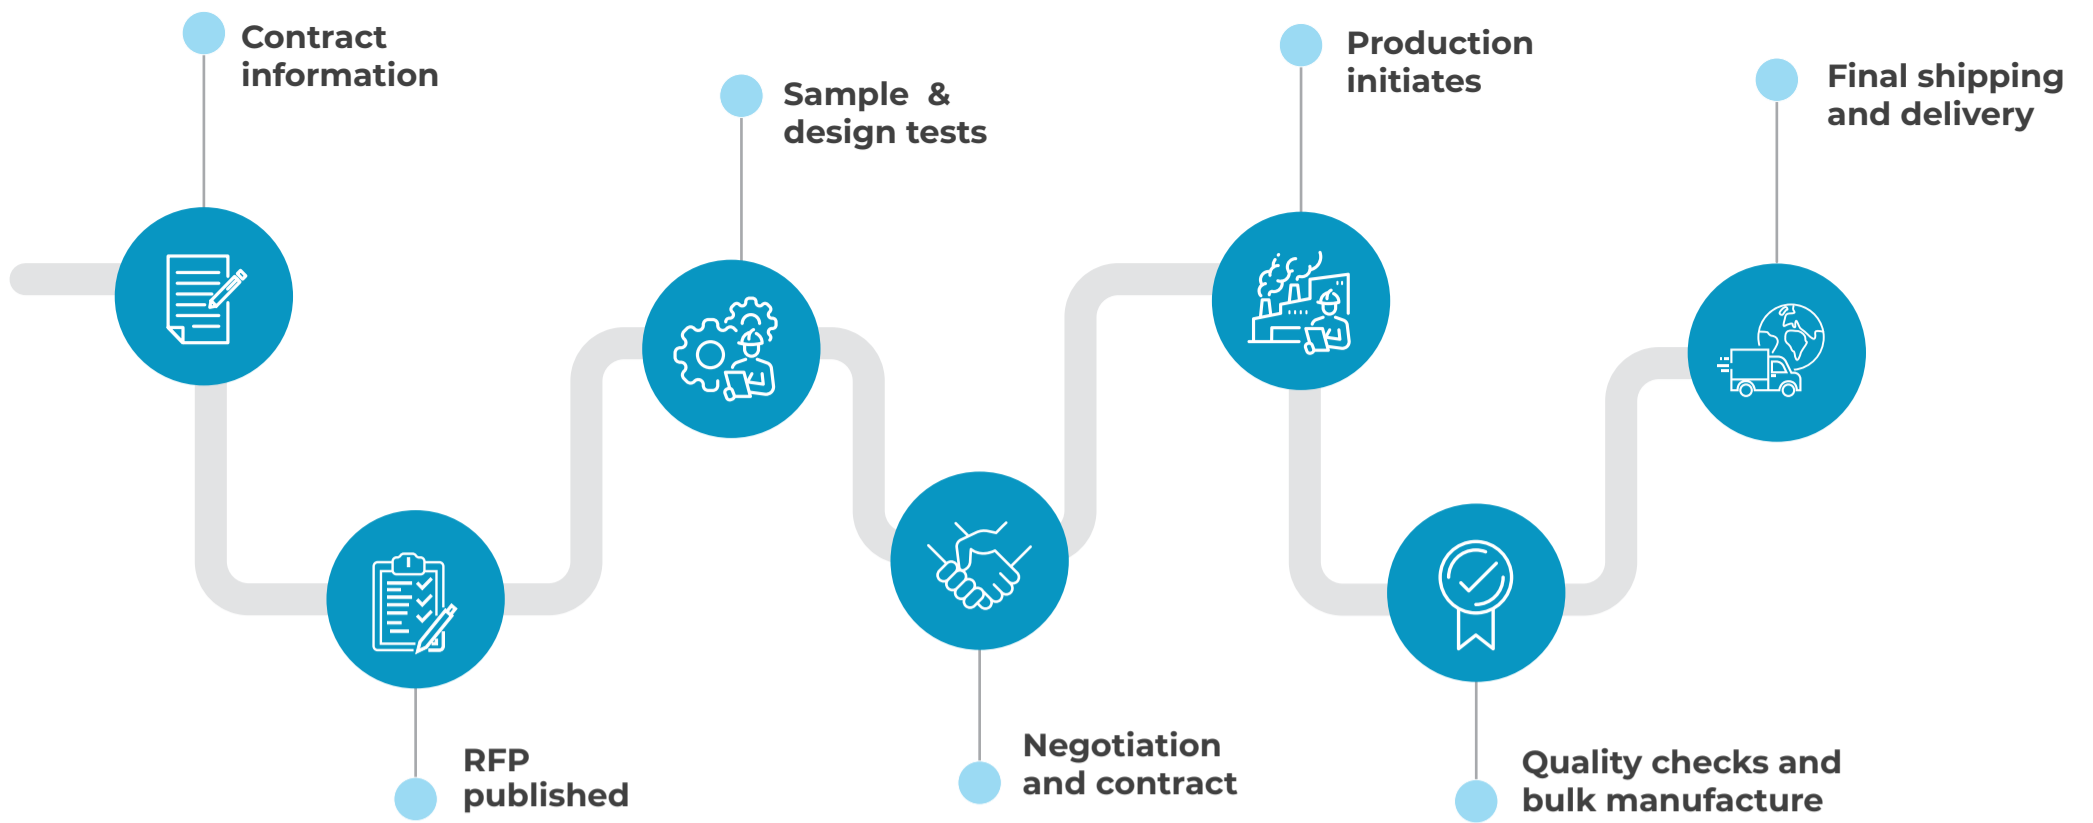 Contract
information
RFP
published
Sample &
design tests
Negotiation
and contract
Production
initiates
Quality checks and
bulk manufacture
Final shipping
and delivery